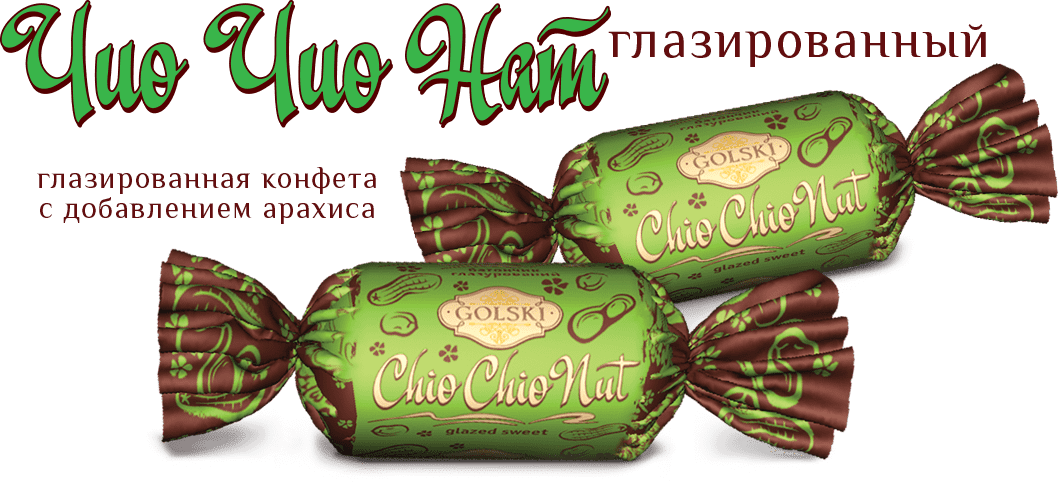 Чио Чио Нат глазированный
глазированная конфета
с добавлением арахиса
GOLSKI
Chio Chio Nut
glazed sweet
GOLSKI
Chio Chio Nut
glazed sweet